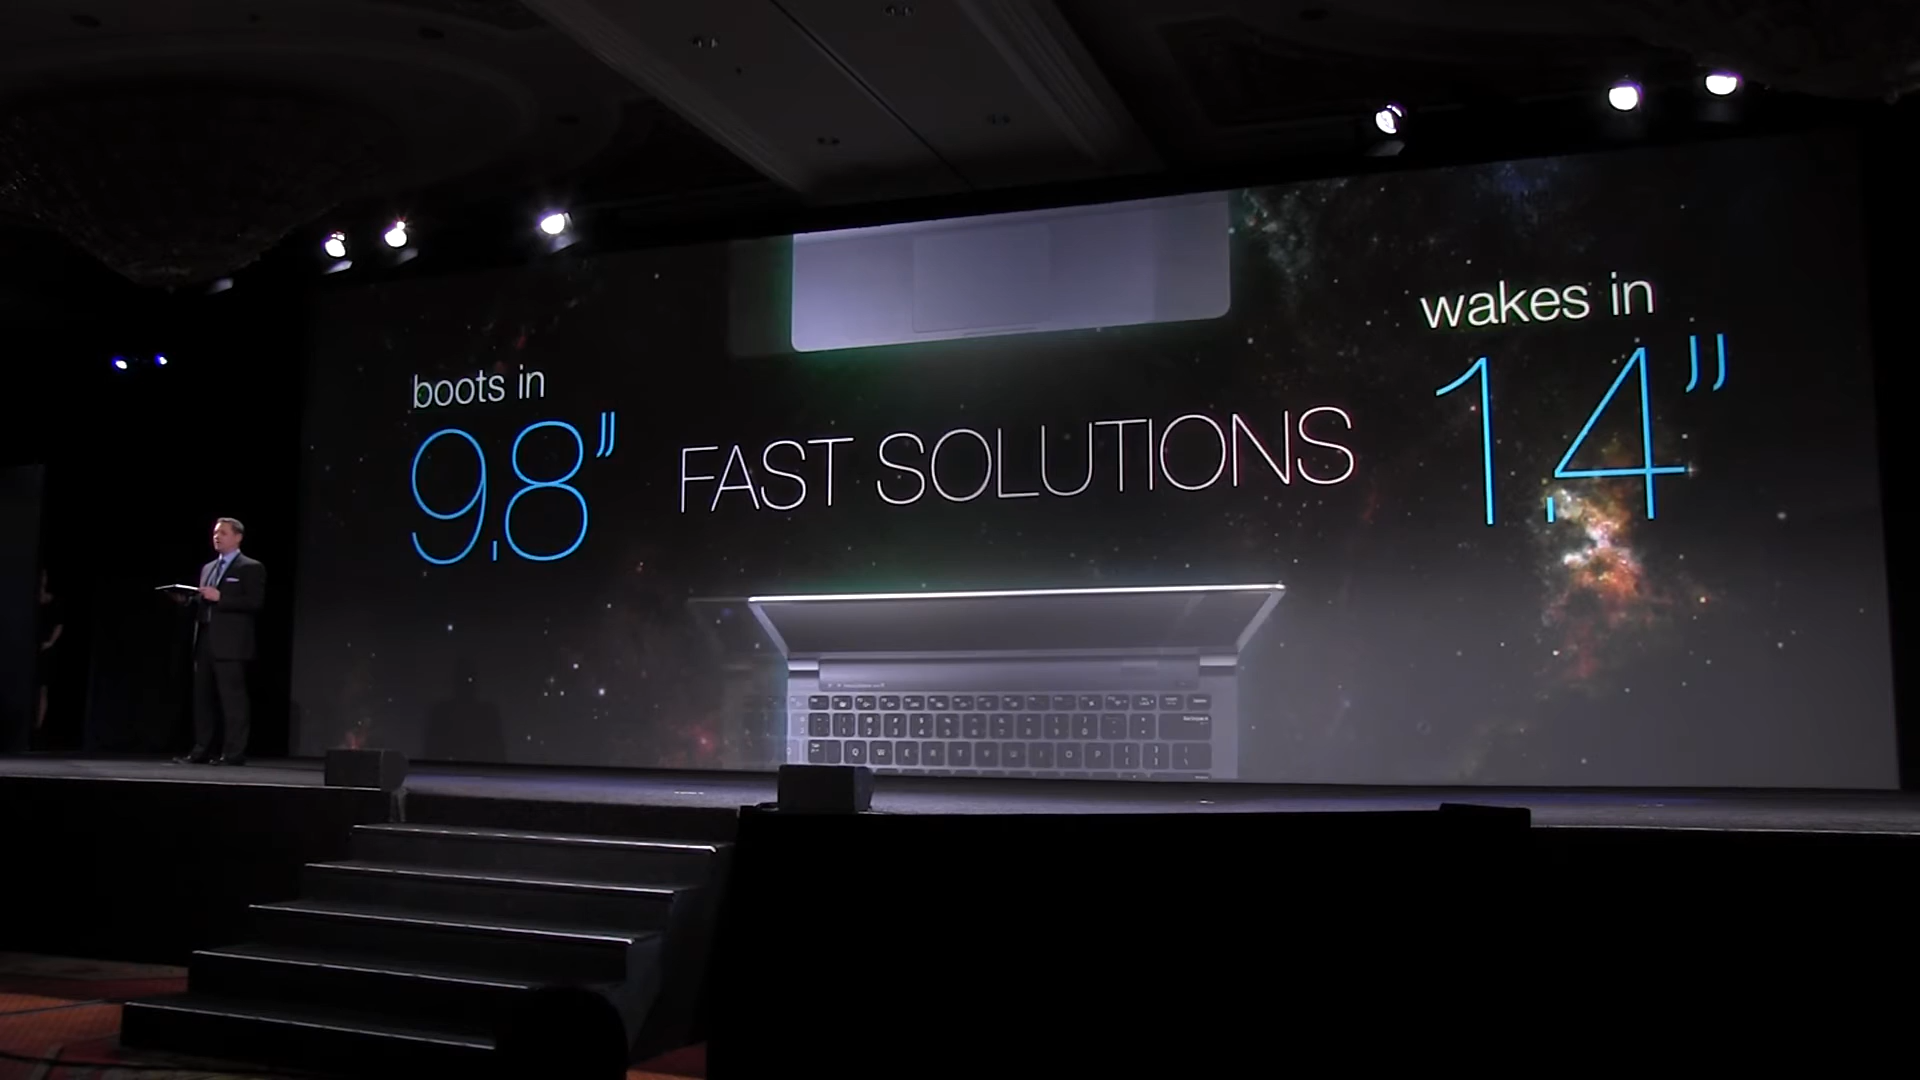 boots in
9.8"
FAST SOLUTIONS
wakes in
1.4"
Q W E R T Y U I O P